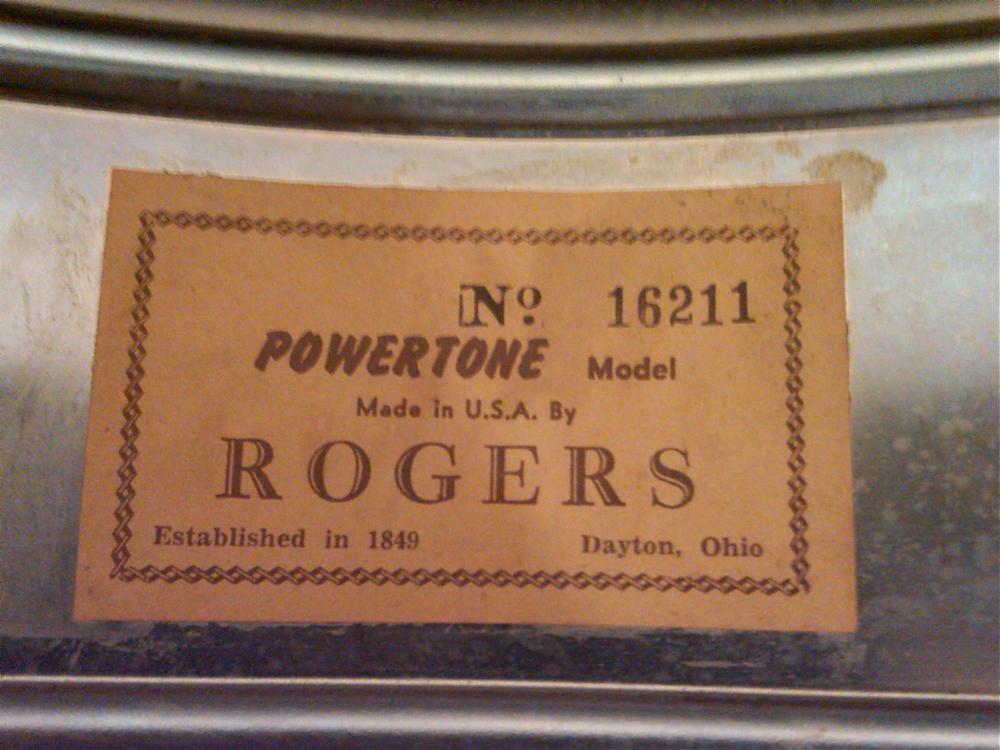 Nº 16211
POWERTONE Model
Made in U.S.A. By
ROGERS
Established in 1849 Dayton, Ohio